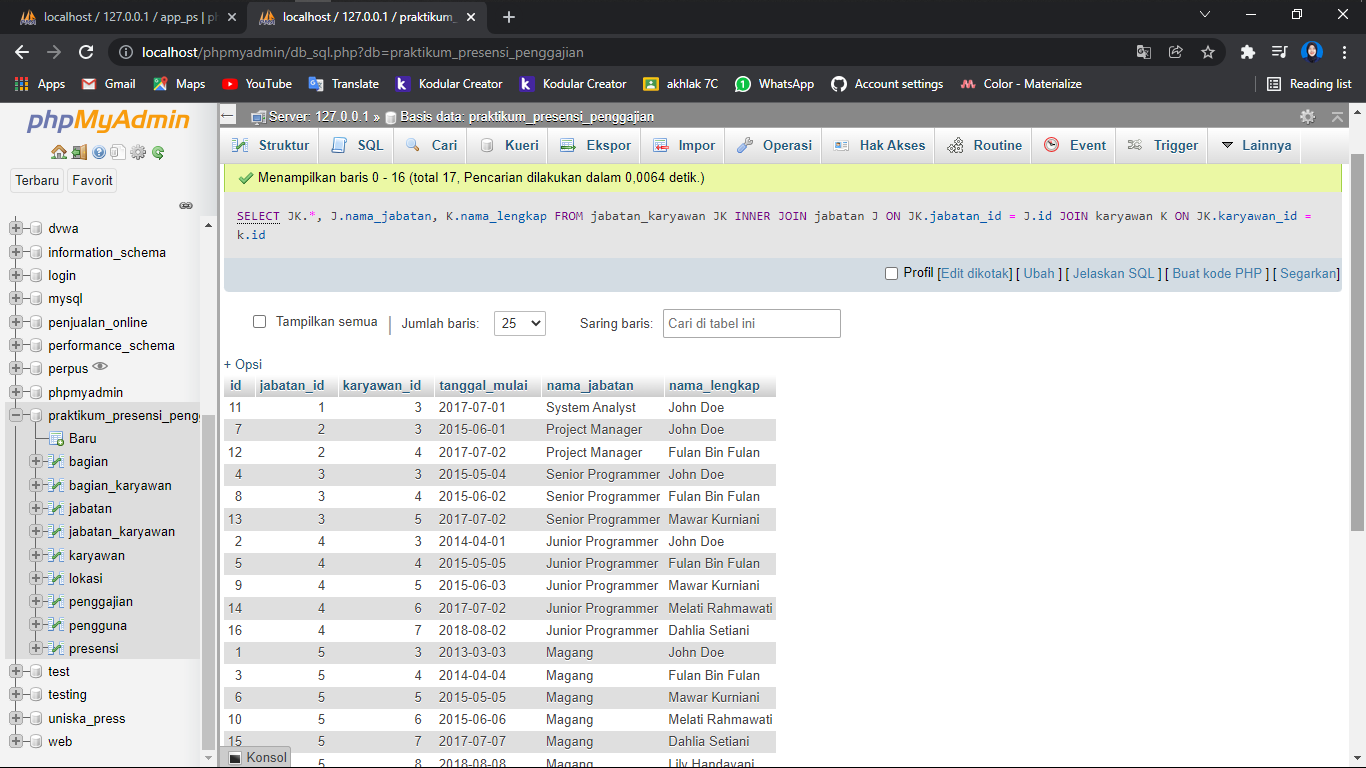 localhost / 127.0.0.1 / app_ps | ph
localhost / 127.0.0.1 / praktikum_
localhost/phpmyadmin/db_sql.php?db=praktikum_presensi_penggajian
Apps Gmail Maps YouTube Translate Kodular Creator Kodular Creator akhlak 7C WhatsApp Account settings Color - Materialize Reading list
phpMyAdmin
Terbaru Favorit
dvwa
information_schema
login
mysql
penjualan_online
performance_schema
perpus
phpmyadmin
praktikum_presensi_peng
Baru
bagian
bagian_karyawan
jabatan
jabatan_karyawan
karyawan
lokasi
penggajian
pengguna
presensi
test
testing
uniska_press
web
Server: 127.0.0.1 » Basis data: praktikum_presensi_penggajian
Struktur SQL Cari Kueri Ekspor Impor Operasi Hak Akses Routine Event Trigger Lainnya
Menampilkan baris 0 - 16 (total 17, Pencarian dilakukan dalam 0,0064 detik.)
SELECT JK.*, J.nama_jabatan, K.nama_lengkap FROM jabatan_karyawan JK INNER JOIN jabatan J ON JK.jabatan_id = J.id JOIN karyawan K ON JK.karyawan_id =
k.id
Profil [Edit dikotak] [ Ubah ] [ Jelaskan SQL ] [ Buat kode PHP ] [ Segarkan]
Tampilkan semua | Jumlah baris: 25 Saring baris: Cari di tabel ini
+ Opsi
id jabatan_id karyawan_id tanggal_mulai nama_jabatan nama_lengkap
11 1 3 2017-07-01 System Analyst John Doe
7 2 3 2015-06-01 Project Manager John Doe
12 2 4 2017-07-02 Project Manager Fulan Bin Fulan
4 3 3 2015-05-04 Senior Programmer John Doe
8 3 4 2015-06-02 Senior Programmer Fulan Bin Fulan
13 3 5 2017-07-02 Senior Programmer Mawar Kurniani
2 4 3 2014-04-01 Junior Programmer John Doe
5 4 4 2015-05-05 Junior Programmer Fulan Bin Fulan
9 4 5 2015-06-03 Junior Programmer Mawar Kurniani
14 4 6 2017-07-02 Junior Programmer Melati Rahmawati
16 4 7 2018-08-02 Junior Programmer Dahlia Setiani
1 5 3 2013-03-03 Magang John Doe
3 5 4 2014-04-04 Magang Fulan Bin Fulan
6 5 5 2015-05-05 Magang Mawar Kurniani
10 5 6 2015-06-06 Magang Melati Rahmawati
15 5 7 2017-07-07 Magang Dahlia Setiani
5 8 2018-08-08 Magang Lily Handayani
Konsol